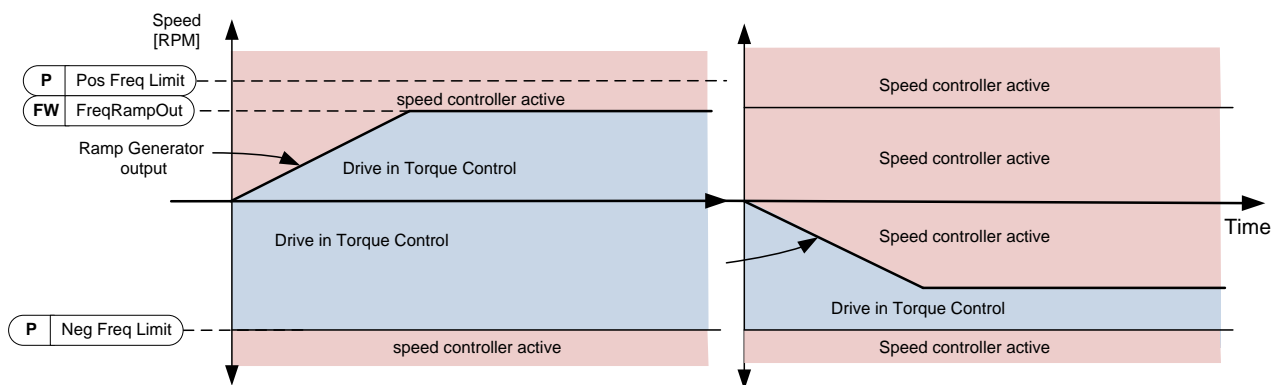 Speed
[RPM]
P Pos Freq Limit
speed controller active
FW FreqRampOut
Ramp Generator
output
Drive in Torque Control
Drive in Torque Control
P Neg Freq Limit
speed controller active
Speed controller active
Speed controller active
Time
Speed controller active
Drive in Torque Control
Speed controller active